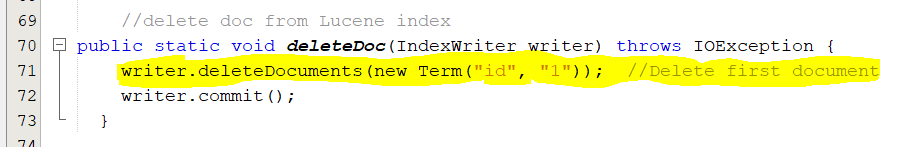 69 //delete doc from Lucene index
70 public static void deleteDoc(IndexWriter writer) throws IOException {
71 writer.deleteDocuments(new Term("id", "1")); //Delete first document
72 writer.commit();
73 }